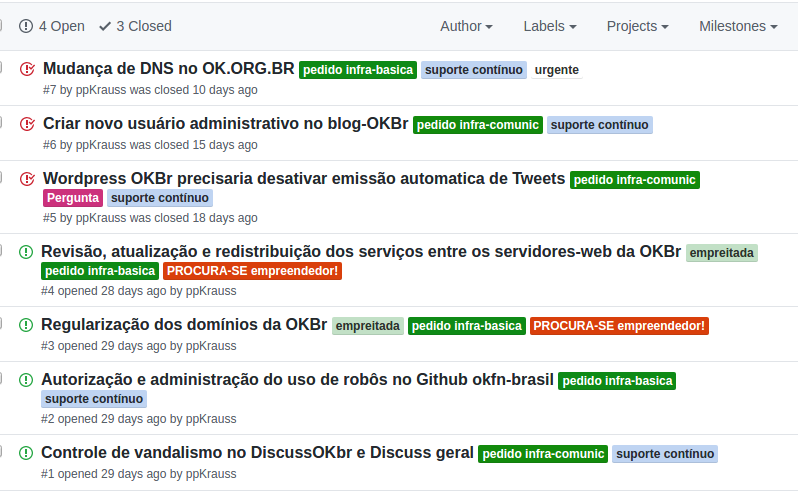 4 Open 3 Closed Author Labels Projects Milestones
Mudança de DNS no OK.ORG.BR pedido infra-basica suporte contínuo urgente
#7 by ppKrauss was closed 10 days ago
Criar novo usuário administrativo no blog-OKBr pedido infra-comunic suporte contínuo
#6 by ppKrauss was closed 15 days ago
Wordpress OKBr precisaria desativar emissão automatica de Tweets pedido infra-comunic
Pergunta suporte contínuo
#5 by ppKrauss was closed 18 days ago
Revisão, atualização e redistribuição dos serviços entre os servidores-web da OKBr empreitada
pedido infra-basica PROCURA-SE empreendedor!
#4 opened 28 days ago by ppKrauss
Regularização dos domínios da OKBr empreitada pedido infra-basica PROCURA-SE empreendedor!
#3 opened 29 days ago by ppKrauss
Autorização e administração do uso de robôs no Github okfn-brasil pedido infra-basica
suporte contínuo
#2 opened 29 days ago by ppKrauss
Controle de vandalismo no DiscussOKbr e Discuss geral pedido infra-comunic suporte contínuo
#1 opened 29 days ago by ppKrauss